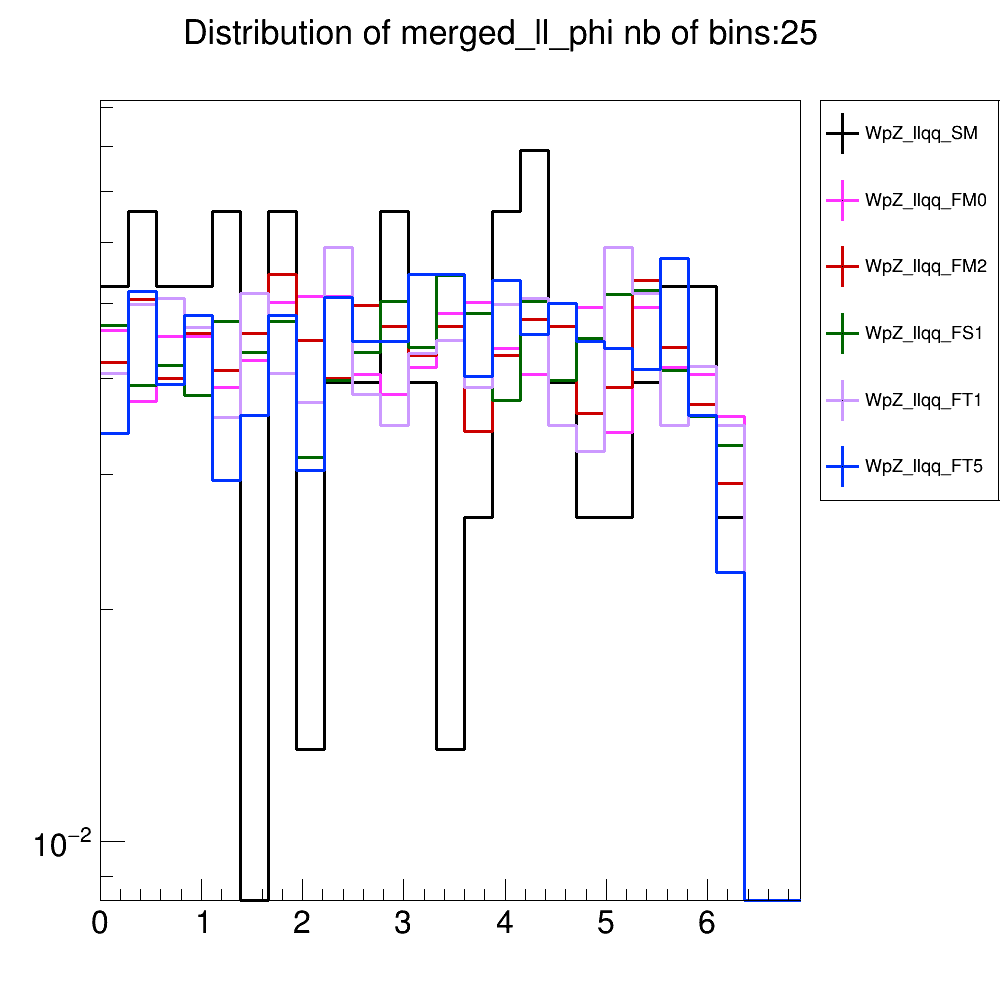 Distribution of merged_ll_phi nb of bins:25
WpZ_llqq_SM
WpZ_llqq_FM0
WpZ_llqq_FM2
WpZ_llqq_FS1
WpZ_llqq_FT1
WpZ_llqq_FT5
10⁻²
0 1 2 3 4 5 6